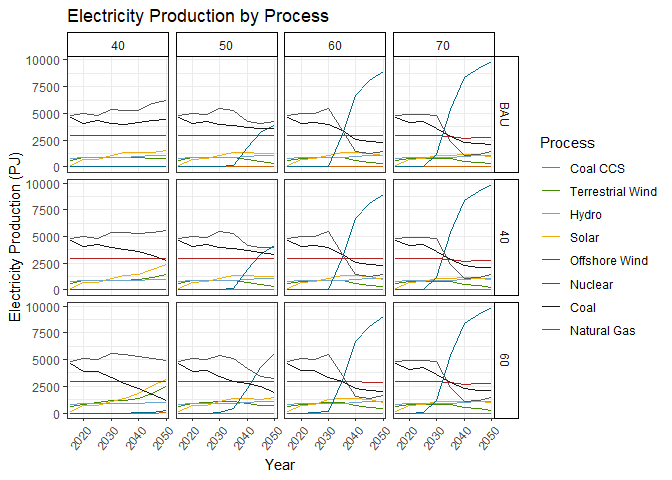 Electricity Production by Process
40 50 60 70
10000
7500
5000
2500
0
BAU
10000
7500
5000
2500
0
40
10000
7500
5000
2500
0
60
Electricity Production (PJ)
2020 2030 2040 2050 2020 2030 2040 2050 2020 2030 2040 2050 2020 2030 2040 2050
Year
Process
Coal CCS
Terrestrial Wind
Hydro
Solar
Offshore Wind
Nuclear
Coal
Natural Gas